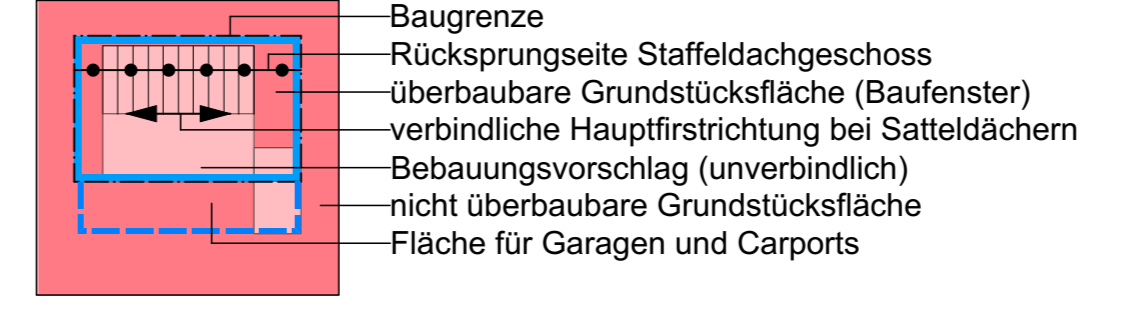 Baugrenze
Rücksprungseite Staffeldachgeschoss
überbaubare Grundstücksfläche (Baufenster)
verbindliche Hauptfirstrichtung bei Satteldächern
Bebauungsvorschlag (unverbindlich)
nicht überbaubare Grundstücksfläche
Fläche für Garagen und Carports